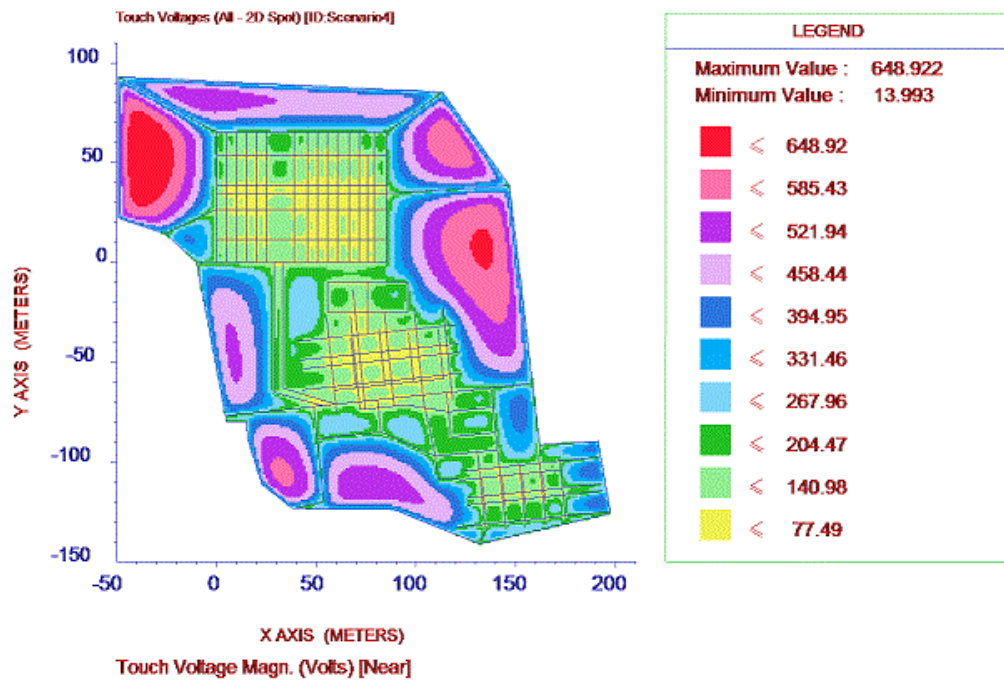 Touch Voltages (All - 2D Spot) [ID:Scenario4]
LEGEND
Maximum Value : 648.922
Minimum Value : 13.993
≤ 648.92
≤ 585.43
≤ 521.94
≤ 458.44
≤ 394.95
≤ 331.46
≤ 267.96
≤ 204.47
≤ 140.98
≤ 77.49
Y AXIS (METERS)
100
50
0
-50
-100
-150
-50 0 50 100 150 200
X AXIS (METERS)
Touch Voltage Magn. (Volts) [Near]